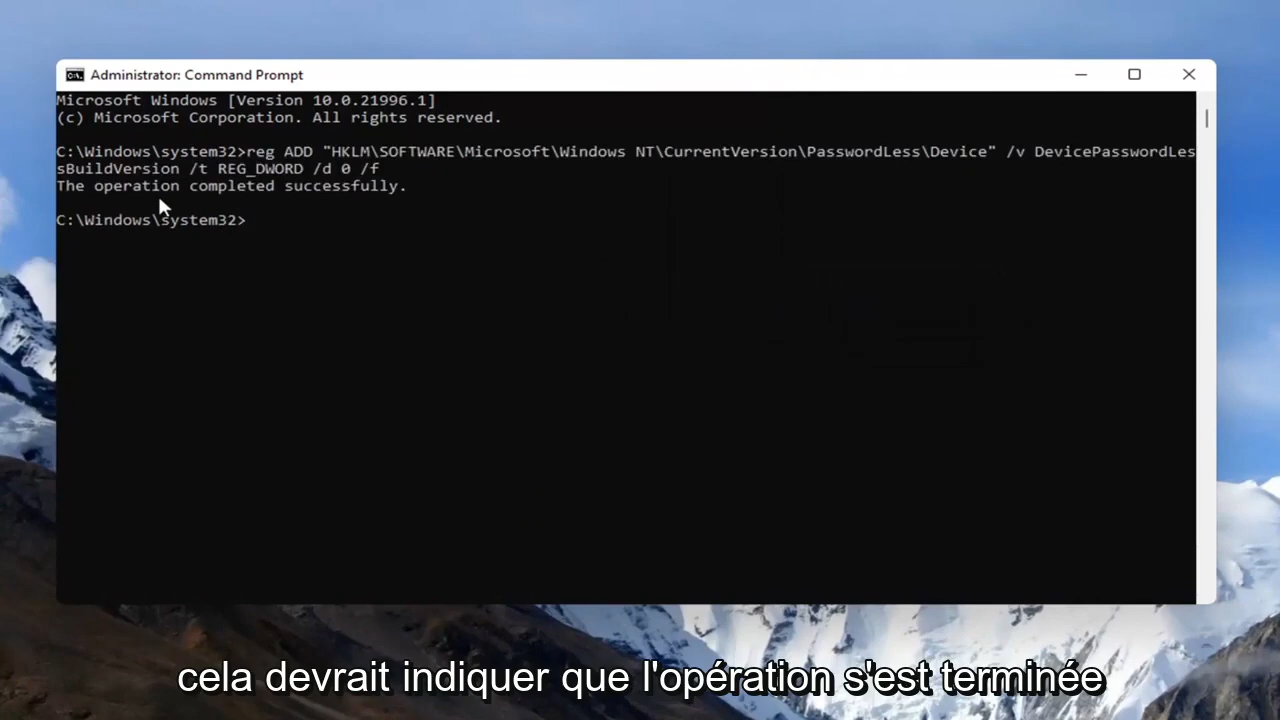 Administrator: Command Prompt
Microsoft Windows [Version 10.0.21996.1]
(c) Microsoft Corporation. All rights reserved.
C:\Windows\system32>reg ADD "HKLM\SOFTWARE\Microsoft\Windows NT\CurrentVersion\PasswordLess\Device" /v DevicePasswordLes
sBuildVersion /t REG_DWORD /d 0 /f
The operation completed successfully.
C:\Windows\system32>
cela devrait indiquer que l'opération s'est terminée